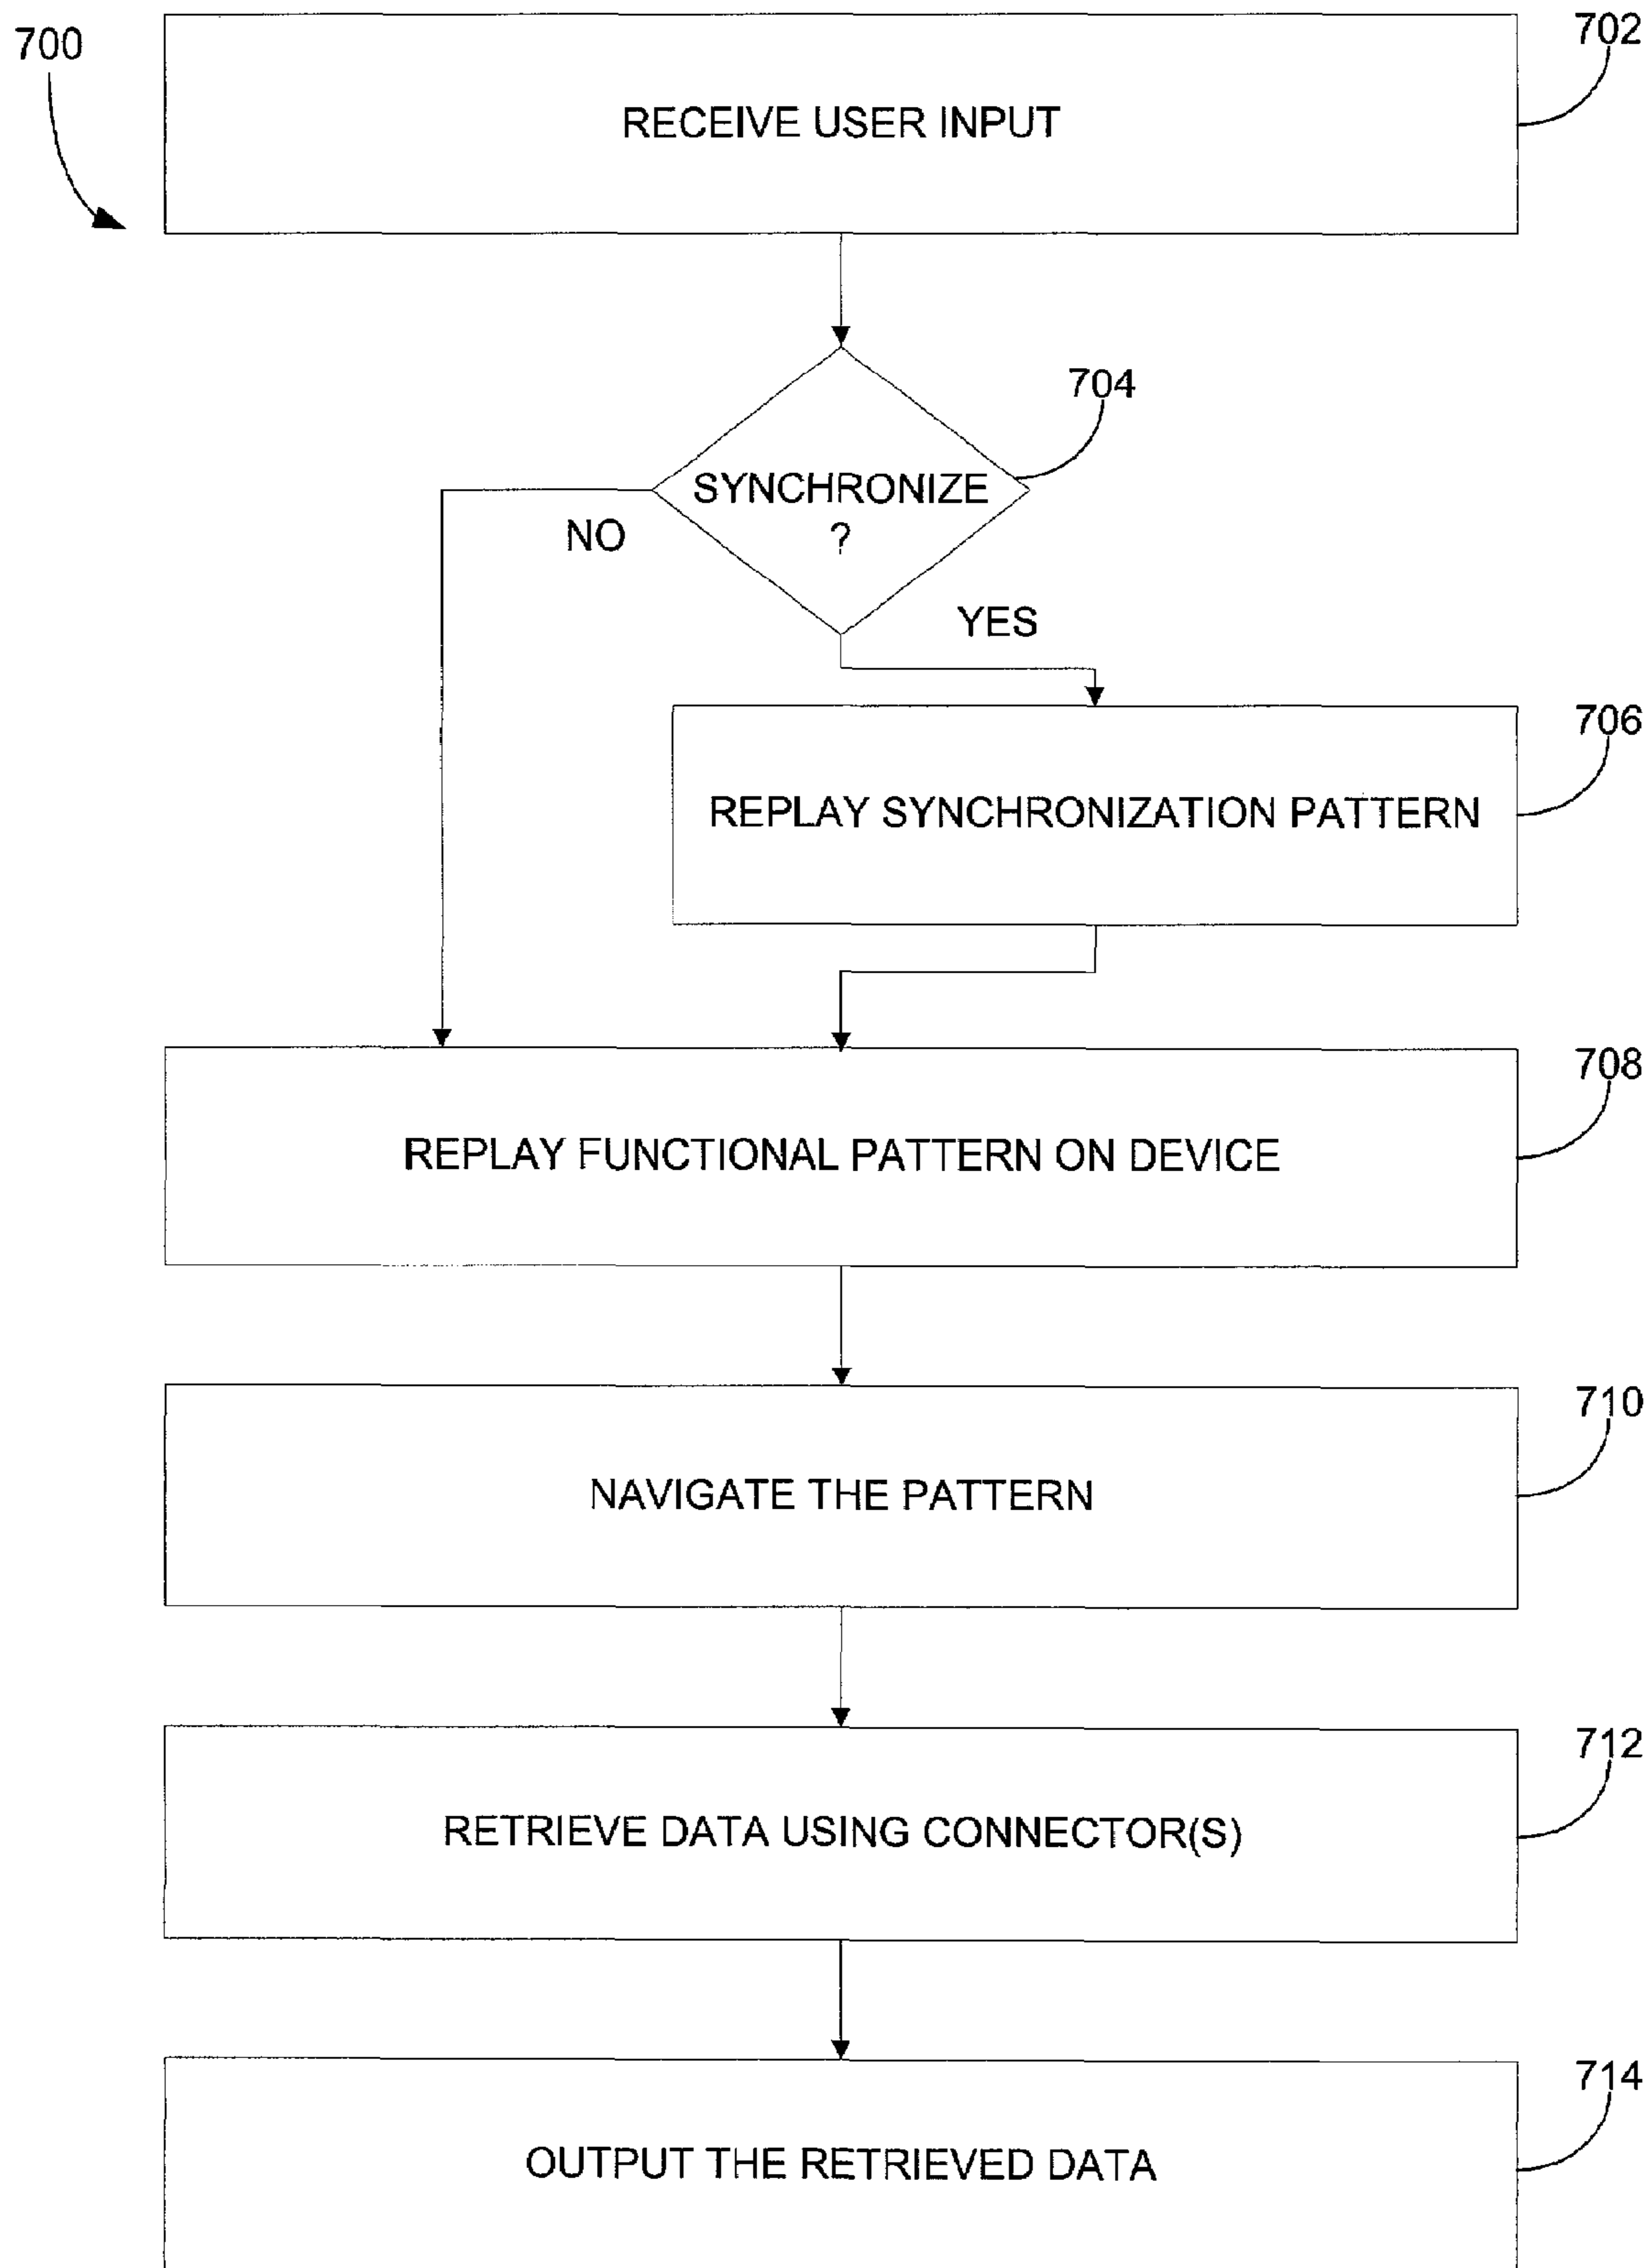 700
702
RECEIVE USER INPUT
704
SYNCHRONIZE
?
NO
YES
706
REPLAY SYNCHRONIZATION PATTERN
708
REPLAY FUNCTIONAL PATTERN ON DEVICE
710
NAVIGATE THE PATTERN
712
RETRIEVE DATA USING CONNECTOR(S)
714
OUTPUT THE RETRIEVED DATA